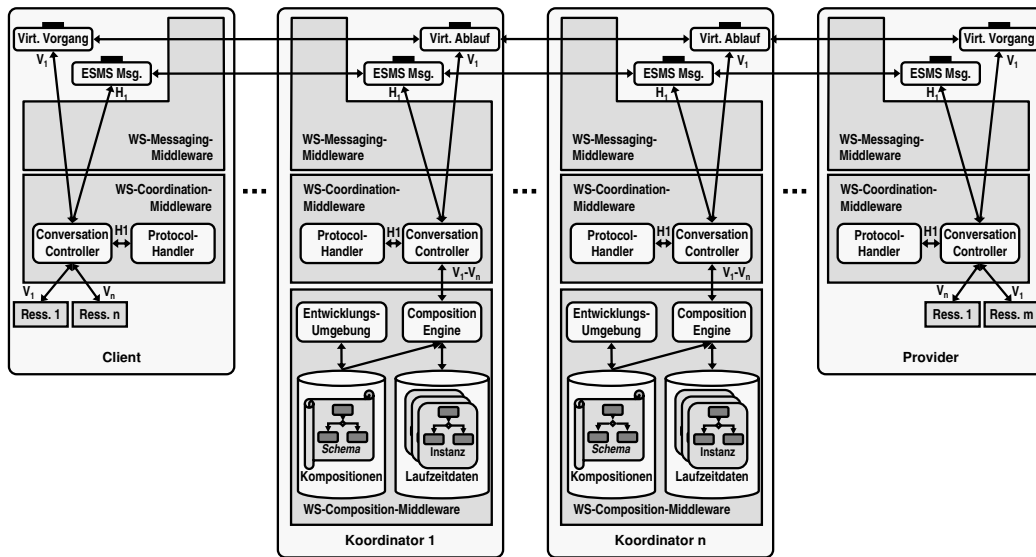 Virt. Vorgang
V1
ESMS Msg.
H1
WS-Messaging-
Middleware
WS-Coordination-
Middleware
Conversation
Controller
H1
Protocol-
Handler
V1
Vn
Ress. 1
Ress. n
Client
...
Virt. Ablauf
V1
ESMS Msg.
H1
WS-Messaging-
Middleware
WS-Coordination-
Middleware
Protocol-
Handler
H1
Conversation
Controller
V1-Vn
Entwicklungs-
Umgebung
Composition
Engine
Schema
Instanz
Kompositionen
Laufzeitdaten
WS-Composition-Middleware
Koordinator 1
...
Virt. Ablauf
V1
ESMS Msg.
H1
WS-Messaging-
Middleware
WS-Coordination-
Middleware
Protocol-
Handler
H1
Conversation
Controller
V1-Vn
Entwicklungs-
Umgebung
Composition
Engine
Schema
Instanz
Kompositionen
Laufzeitdaten
WS-Composition-Middleware
Koordinator n
...
Virt. Vorgang
V1
ESMS Msg.
H1
WS-Messaging-
Middleware
WS-Coordination-
Middleware
Protocol-
Handler
H1
Conversation
Controller
Vn
V1
Ress. 1
Ress. m
Provider